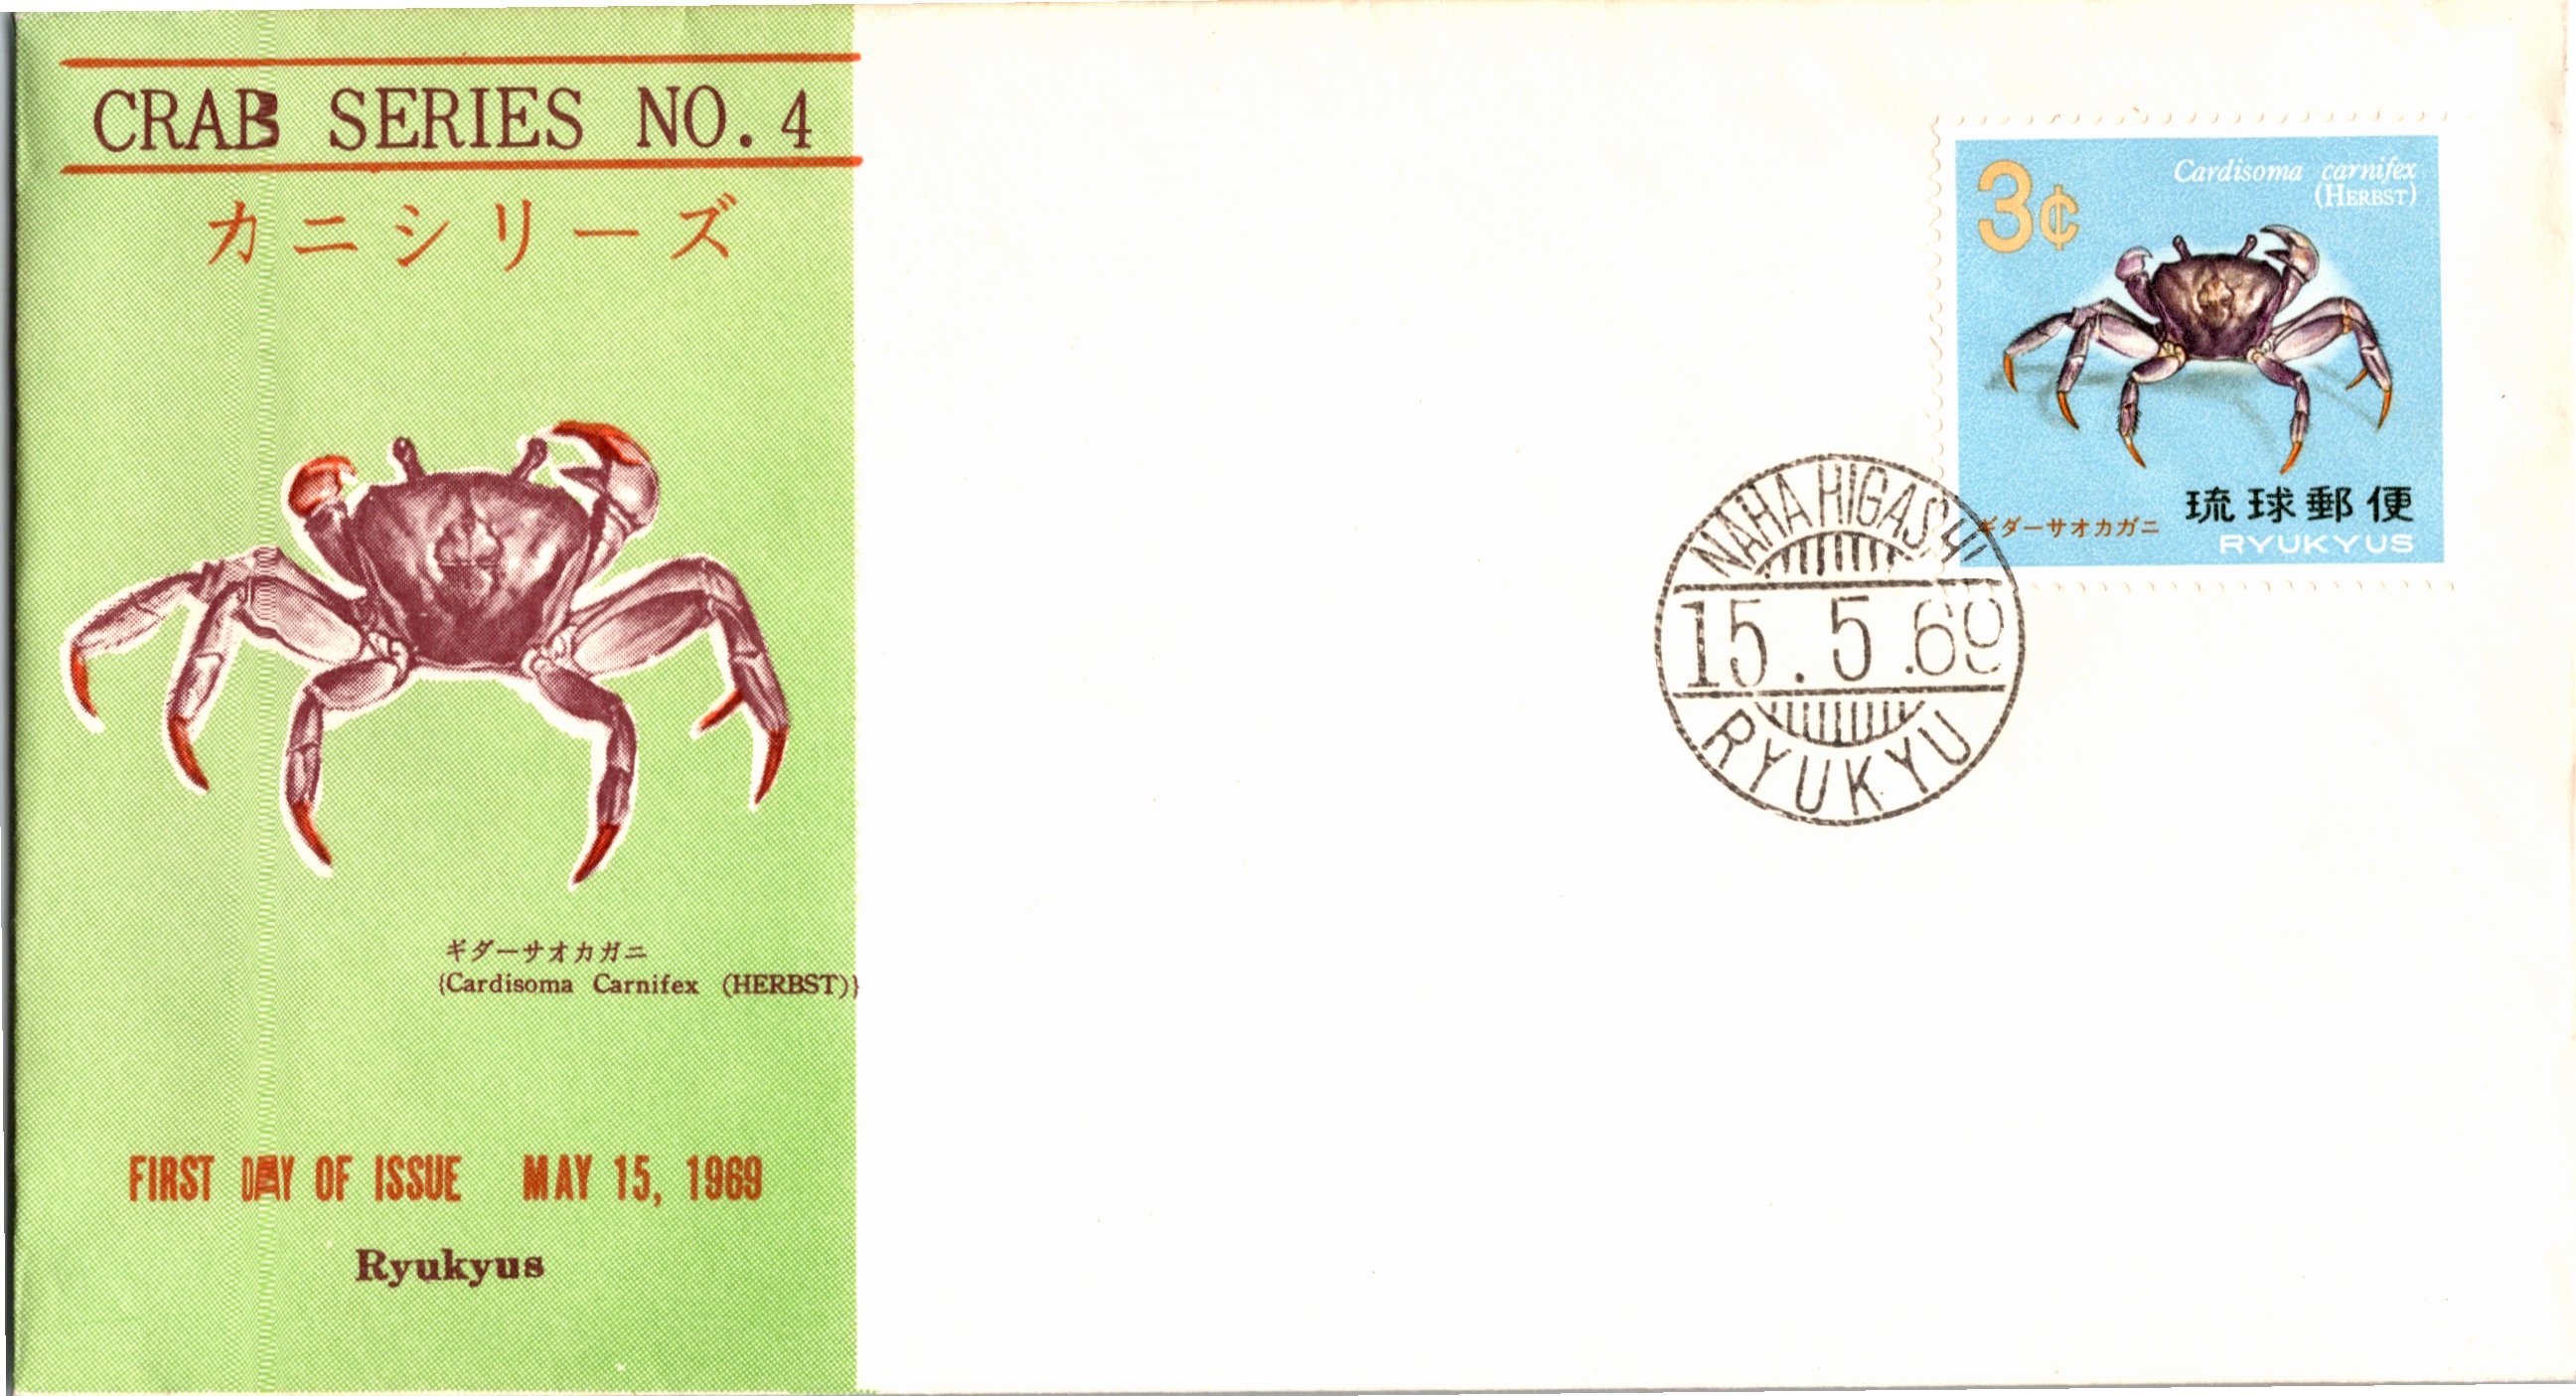 CRAB SERIES NO. 4
カニシリーズ
ギダーサオカガニ
{Cardisoma Carnifex (HERBST)}
FIRST DAY OF ISSUE MAY 15, 1969
Ryukyus
3¢
Cardisoma carnifex
(HERBST)
ギダーサオカガニ
琉球郵便
RYUKYUS
NAHA HIGASHI
15.5.69
RYUKYU